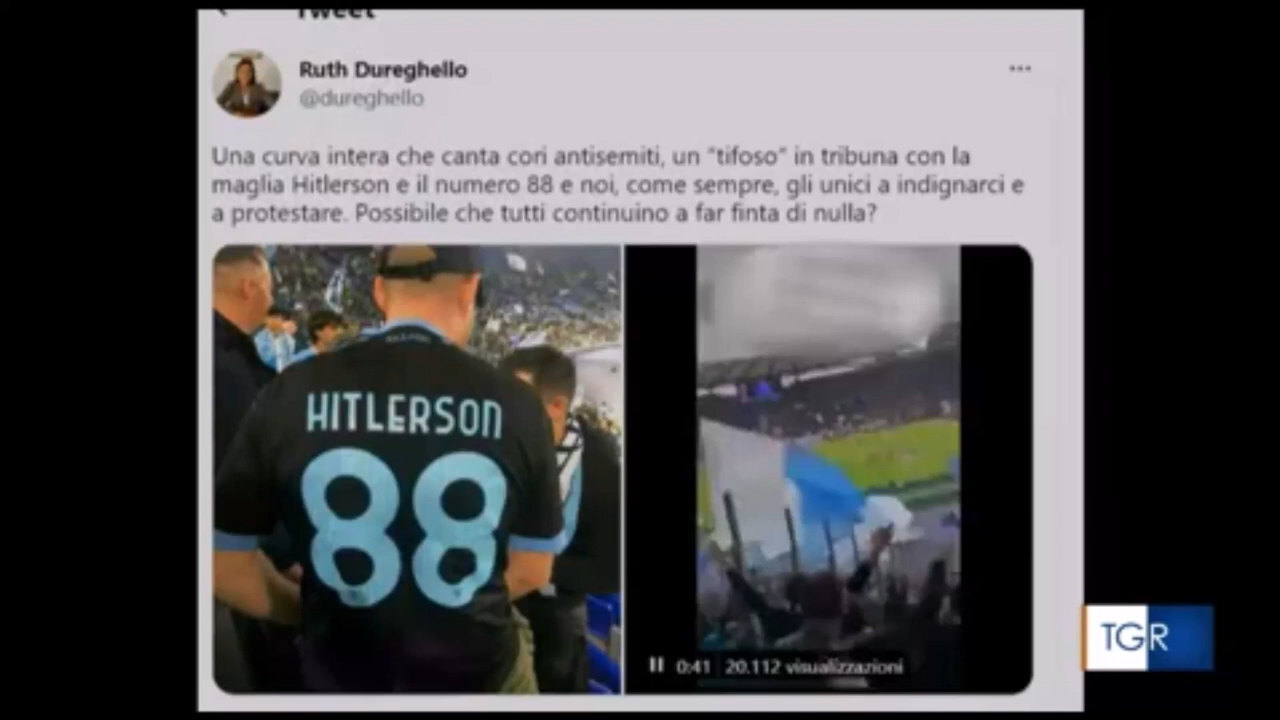 Tweet
Ruth Dureghello
@dureghello
Una curva intera che canta cori antisemiti, un "tifoso" in tribuna con la
maglia Hitlerson e il numero 88 e noi, come sempre, gli unici a indignarci e
a protestare. Possibile che tutti continuino a far finta di nulla?
HITLERSON
88
0:41 20.112 visualizzazioni
TGR